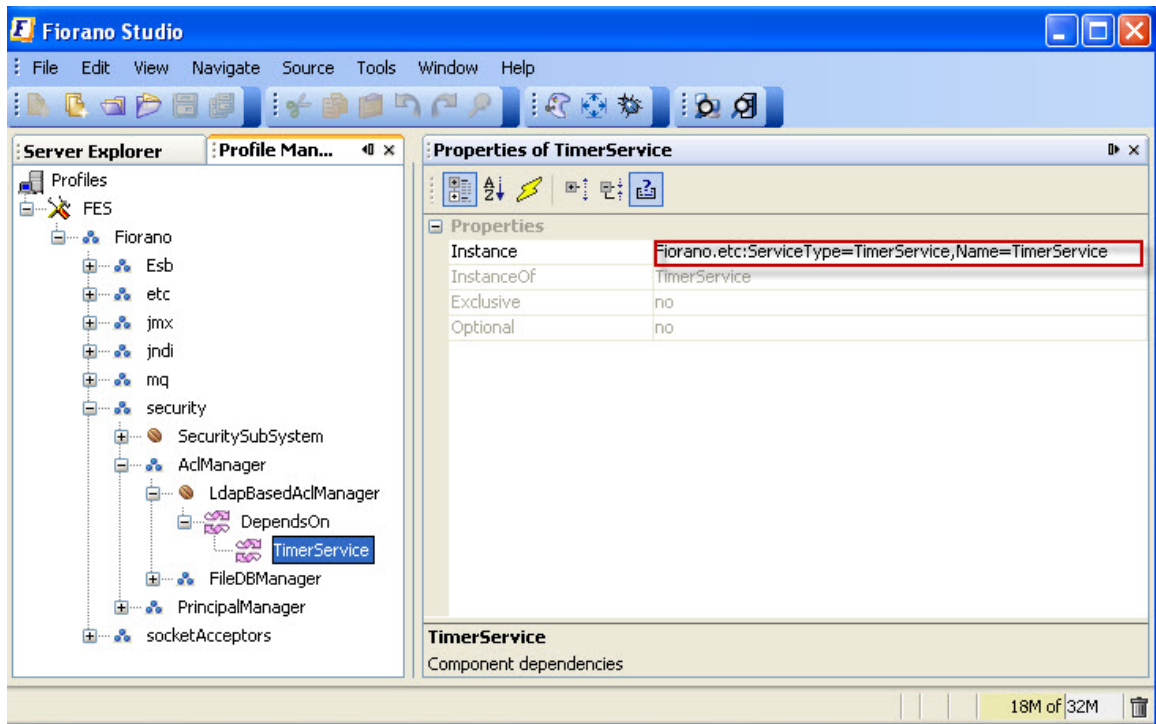 Fiorano Studio
File Edit View Navigate Source Tools Window Help
Server Explorer
Profile Man...
Profiles
FES
Fiorano
Esb
etc
jmx
jndi
mq
security
SecuritySubSystem
AclManager
LdapBasedAclManager
DependsOn
TimerService
FileDBManager
PrincipalManager
socketAcceptors
Properties of TimerService
Properties
Instance Fiorano.etc:ServiceType=TimerService,Name=TimerService
InstanceOf TimerService
Exclusive no
Optional no
TimerService
Component dependencies
18M of 32M